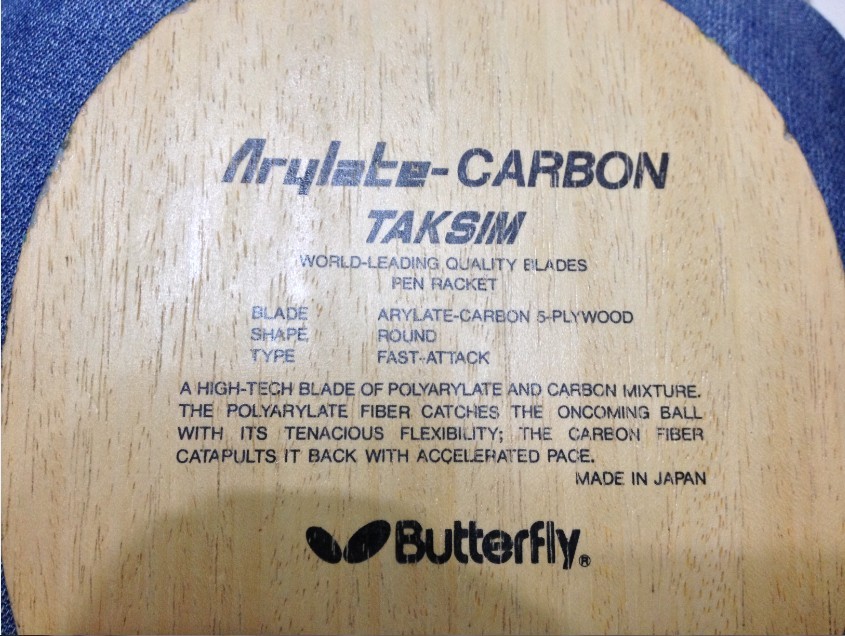 Arylate-CARBON
TAKSIM
WORLD-LEADING QUALITY BLADES
PEN RACKET
BLADE ARYLATE-CARBON 5-PLYWOOD
SHAPE ROUND
TYPE FAST-ATTACK
A HIGH-TECH BLADE OF POLYARYLATE AND CARBON MIXTURE.
THE POLYARYLATE FIBER CATCHES THE ONCOMING BALL
WITH ITS TENACIOUS FLEXIBILITY; THE CARBON FIBER
CATAPULTS IT BACK WITH ACCELERATED PACE.
MADE IN JAPAN
Butterfly®